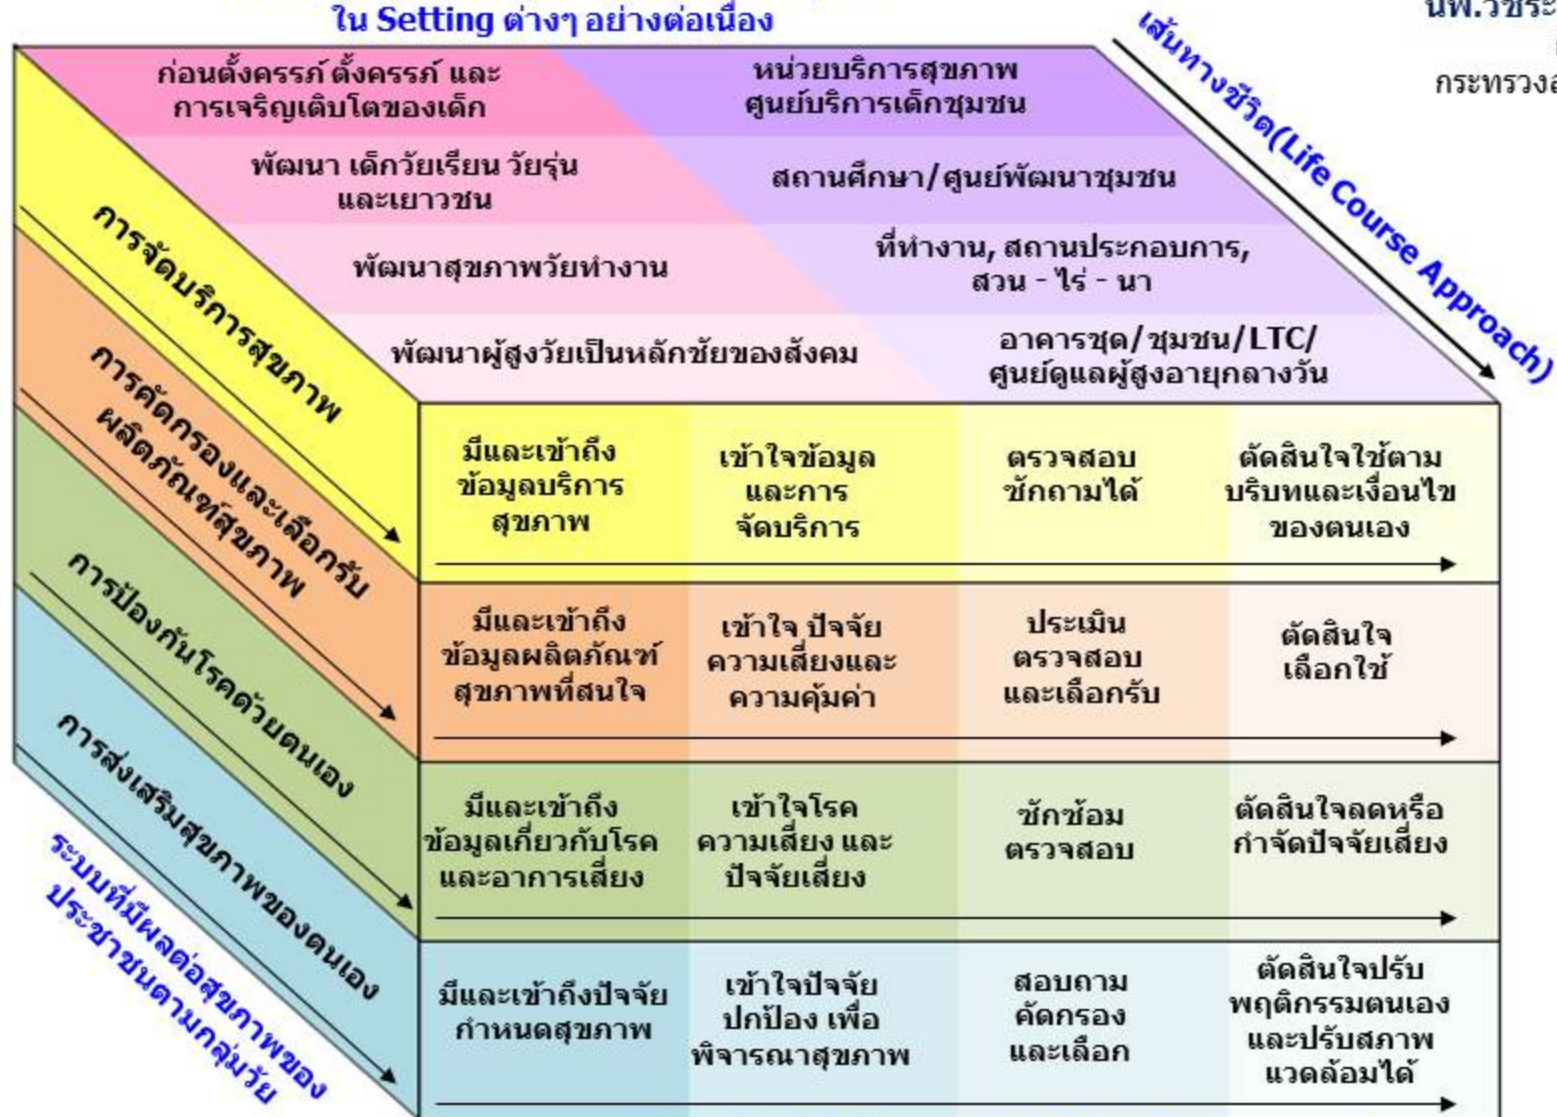 ใน Setting ต่างๆ อย่างต่อเนื่อง
เส้นทางชีวิต(Life Course Approach)
ก่อนตั้งครรภ์ ตั้งครรภ์ และ
การเจริญเติบโตของเด็ก
หน่วยบริการสุขภาพ
ศูนย์บริการเด็กชุมชน
พัฒนา เด็กวัยเรียน วัยรุ่น
และเยาวชน
สถานศึกษา/ศูนย์พัฒนาชุมชน
พัฒนาสุขภาพวัยทำงาน
ที่ทำงาน, สถานประกอบการ,
สวน - ไร่ - นา
พัฒนาผู้สูงวัยเป็นหลักชัยของสังคม
อาคารชุด/ชุมชน/LTC/
ศูนย์ดูแลผู้สูงอายุกลางวัน
การจัดบริการสุขภาพ
มีและเข้าถึง
ข้อมูลบริการ
สุขภาพ
เข้าใจข้อมูล
และการ
จัดบริการ
ตรวจสอบ
ซักถามได้
ตัดสินใจใช้ตาม
บริบทและเงื่อนไข
ของตนเอง
การคัดกรองและเลือกรับ
ผลิตภัณฑ์สุขภาพ
มีและเข้าถึง
ข้อมูลผลิตภัณฑ์
สุขภาพที่สนใจ
เข้าใจ ปัจจัย
ความเสี่ยงและ
ความคุ้มค่า
ประเมิน
ตรวจสอบ
และเลือกรับ
ตัดสินใจ
เลือกใช้
การป้องกันโรคด้วยตนเอง
มีและเข้าถึง
ข้อมูลเกี่ยวกับโรค
และอาการเสี่ยง
เข้าใจโรค
ความเสี่ยง และ
ปัจจัยเสี่ยง
ซักซ้อม
ตรวจสอบ
ตัดสินใจลดหรือ
กำจัดปัจจัยเสี่ยง
การส่งเสริมสุขภาพของตนเอง
มีและเข้าถึงปัจจัย
กำหนดสุขภาพ
เข้าใจปัจจัย
ปกป้อง เพื่อ
พิจารณาสุขภาพ
สอบถาม
คัดกรอง
และเลือก
ตัดสินใจปรับ
พฤติกรรมตนเอง
และปรับสภาพ
แวดล้อมได้
ระบบที่มีผลต่อสุขภาพของ
ประชาชนตามกลุ่มวัย